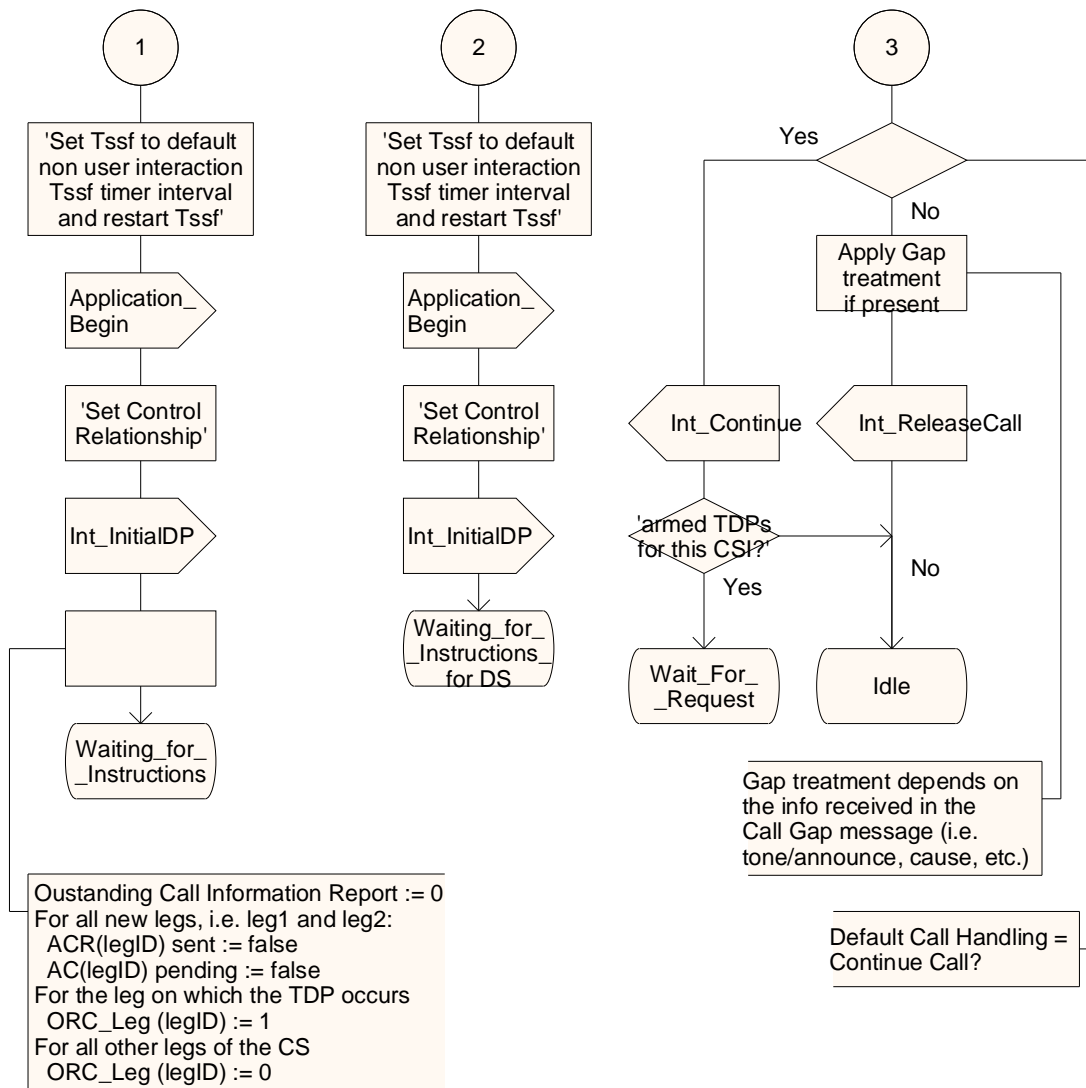 1
'Set Tssf to default
non user interaction
Tssf timer interval
and restart Tssf'
Application_
Begin
'Set Control
Relationship'
Int_InitialDP
Waiting_for_
_Instructions
Oustanding Call Information Report := 0
For all new legs, i.e. leg1 and leg2:
ACR(legID) sent := false
AC(legID) pending := false
For the leg on which the TDP occurs
ORC_Leg (legID) := 1
For all other legs of the CS
ORC_Leg (legID) := 0
2
'Set Tssf to default
non user interaction
Tssf timer interval
and restart Tssf'
Application_
Begin
'Set Control
Relationship'
Int_InitialDP
Waiting_for_
_Instructions_
for DS
3
Yes
No
Apply Gap
treatment
if present
Int_Continue
Int_ReleaseCall
'armed TDPs
for this CSI?'
Yes
No
Wait_For_
_Request
Idle
Gap treatment depends on
the info received in the
Call Gap message (i.e.
tone/announce, cause, etc.)
Default Call Handling =
Continue Call?